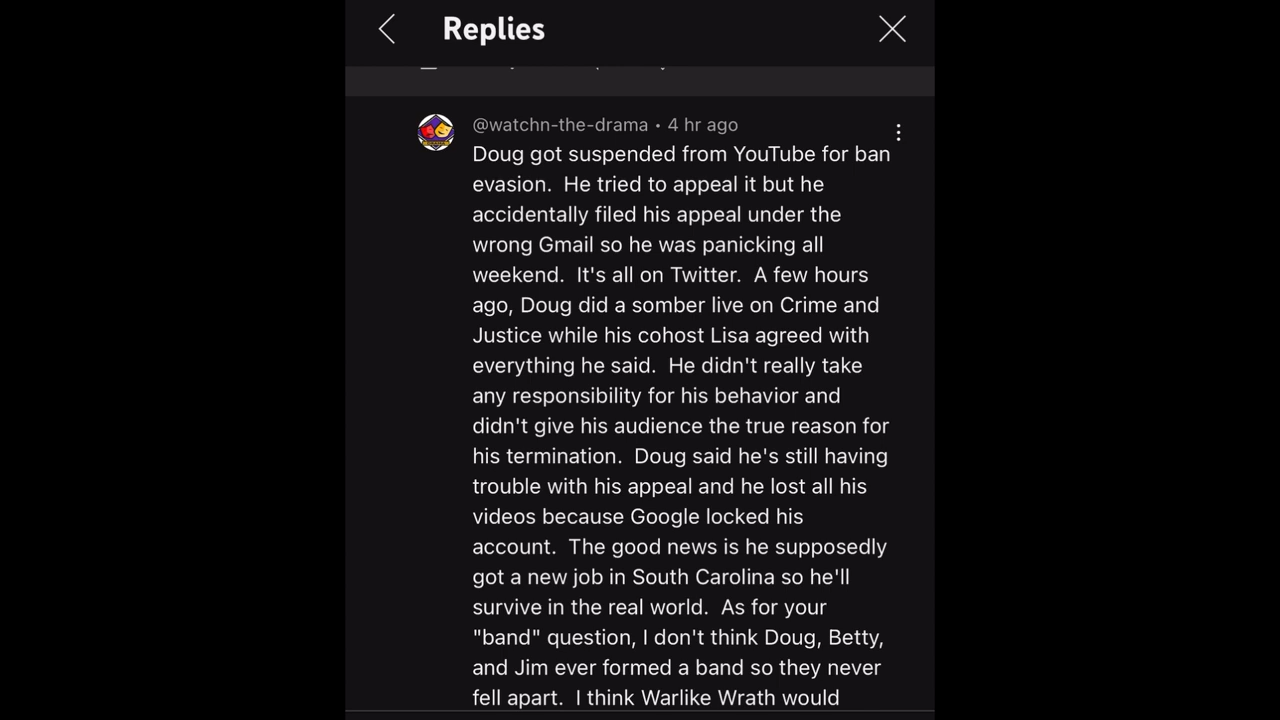 Replies
@watchn-the-drama • 4 hr ago
Doug got suspended from YouTube for ban
evasion.  He tried to appeal it but he
accidentally filed his appeal under the
wrong Gmail so he was panicking all
weekend.  It's all on Twitter.  A few hours
ago, Doug did a somber live on Crime and
Justice while his cohost Lisa agreed with
everything he said.  He didn't really take
any responsibility for his behavior and
didn't give his audience the true reason for
his termination.  Doug said he's still having
trouble with his appeal and he lost all his
videos because Google locked his
account.  The good news is he supposedly
got a new job in South Carolina so he'll
survive in the real world.  As for your
"band" question, I don't think Doug, Betty,
and Jim ever formed a band so they never
fell apart.  I think Warlike Wrath would